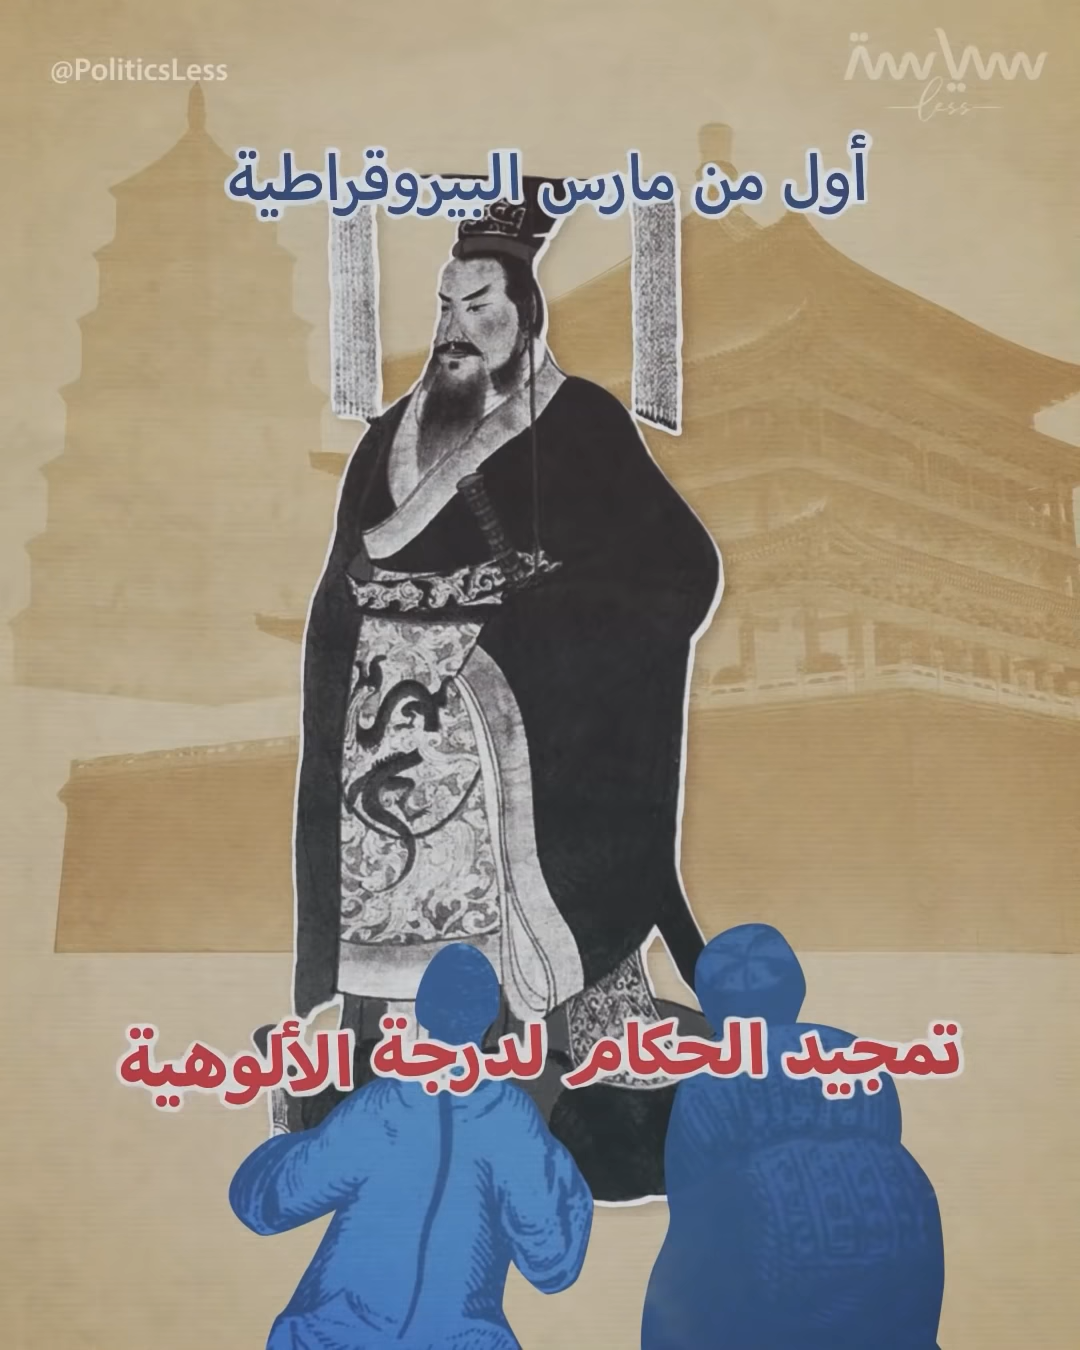 @PoliticsLess
سياسة
less
أول من مارس البيروقراطية
تمجيد الحكام لدرجة الألوهية